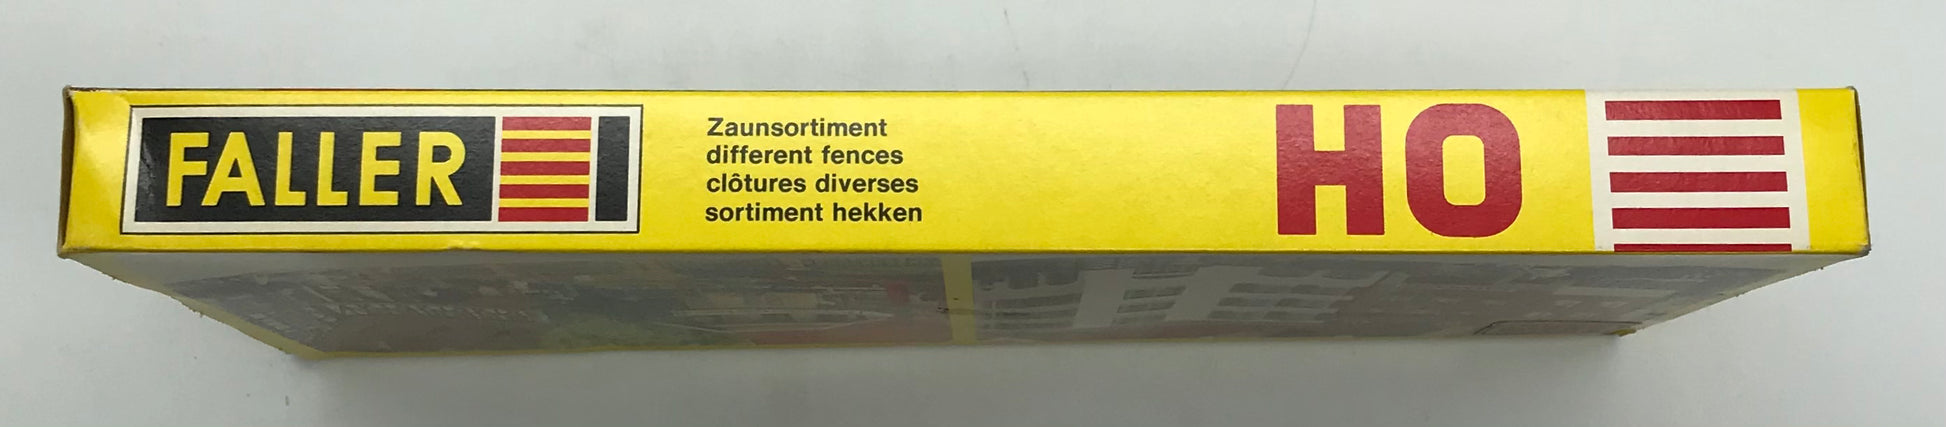 FALLER
Zaunsortiment
different fences
clôtures diverses
sortiment hekken
HO